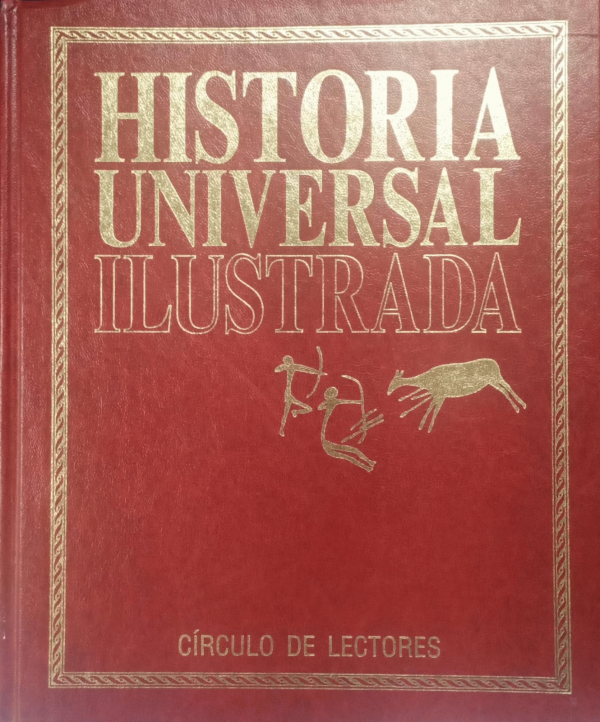 HISTORIA
UNIVERSAL
ILUSTRADA
CÍRCULO DE LECTORES